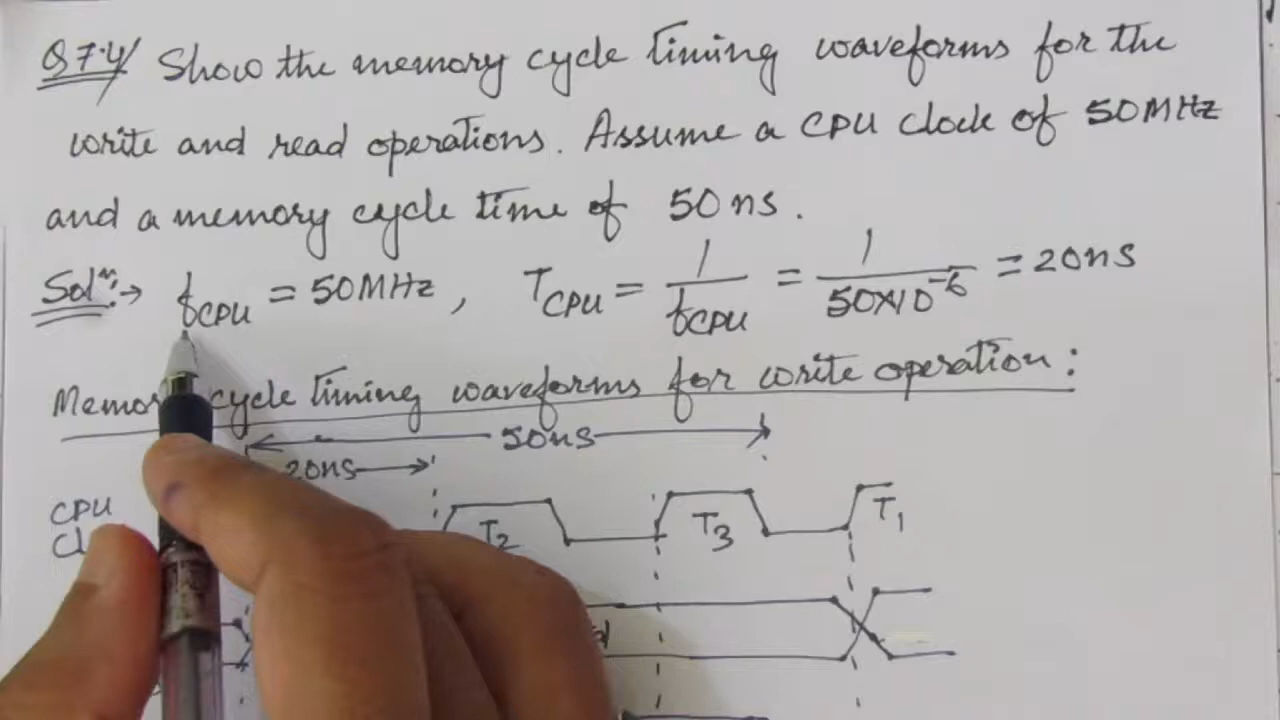 Q7.4/ Show the memory cycle timing waveforms for the
write and read operations. Assume a CPU clock of 50MHz
and a memory cycle time of 50ns.
Solⁿ:→ fCPU = 50MHz, TCPU = 1/fCPU = 1/50×10⁻⁶ = 20ns
Memory cycle timing waveforms for write operation:
50ns
20ns
CPU
Cl
T2 T3 T1